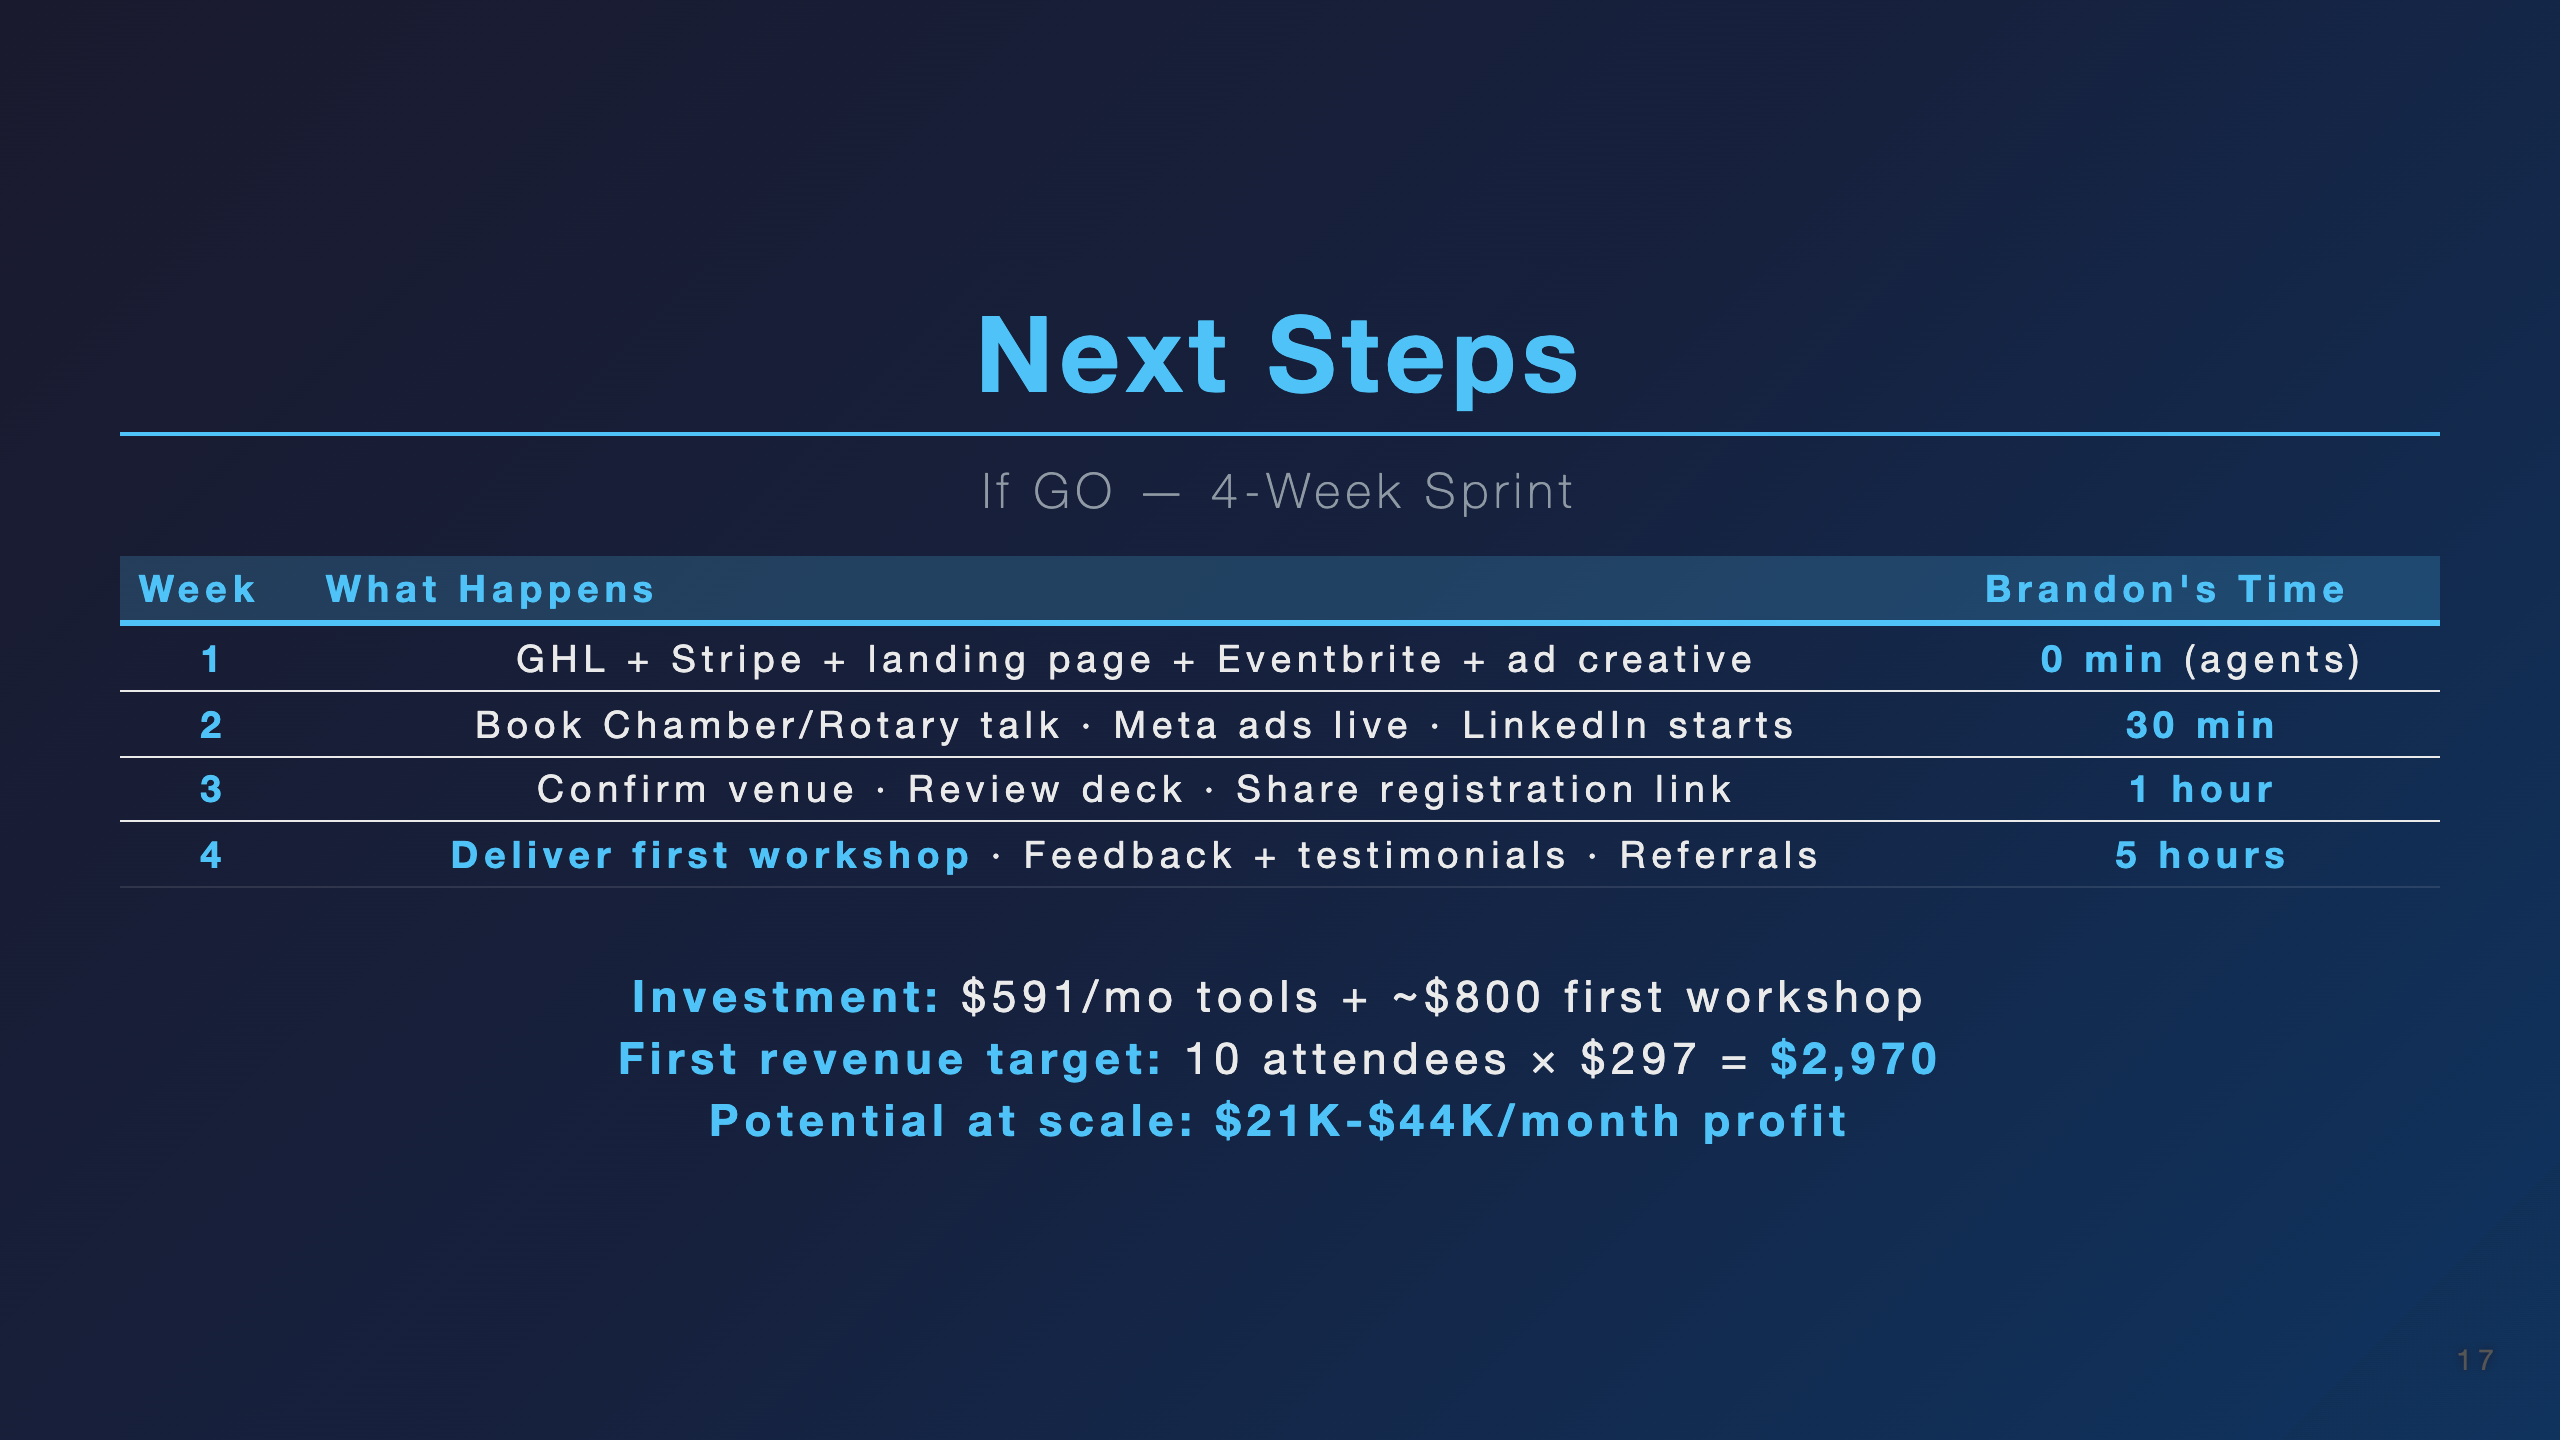 Next Steps
If GO — 4-Week Sprint
Week What Happens Brandon's Time
1 GHL + Stripe + landing page + Eventbrite + ad creative 0 min (agents)
2 Book Chamber/Rotary talk · Meta ads live · LinkedIn starts 30 min
3 Confirm venue · Review deck · Share registration link 1 hour
4 Deliver first workshop · Feedback + testimonials · Referrals 5 hours
Investment: $591/mo tools + ~$800 first workshop
First revenue target: 10 attendees × $297 = $2,970
Potential at scale: $21K-$44K/month profit
17